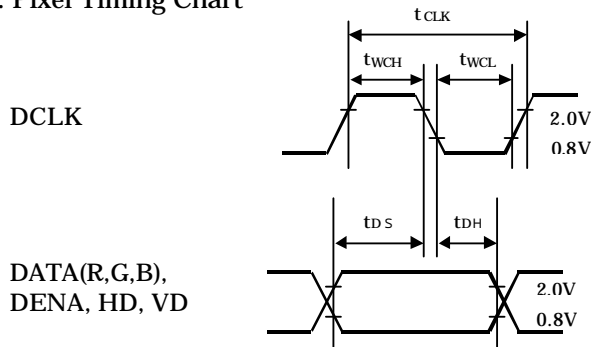 . Pixel Timing Chart
tCLK
tWCH tWCL
DCLK
2.0V
0.8V
tDS tDH
DATA(R,G,B),
DENA, HD, VD
2.0V
0.8V